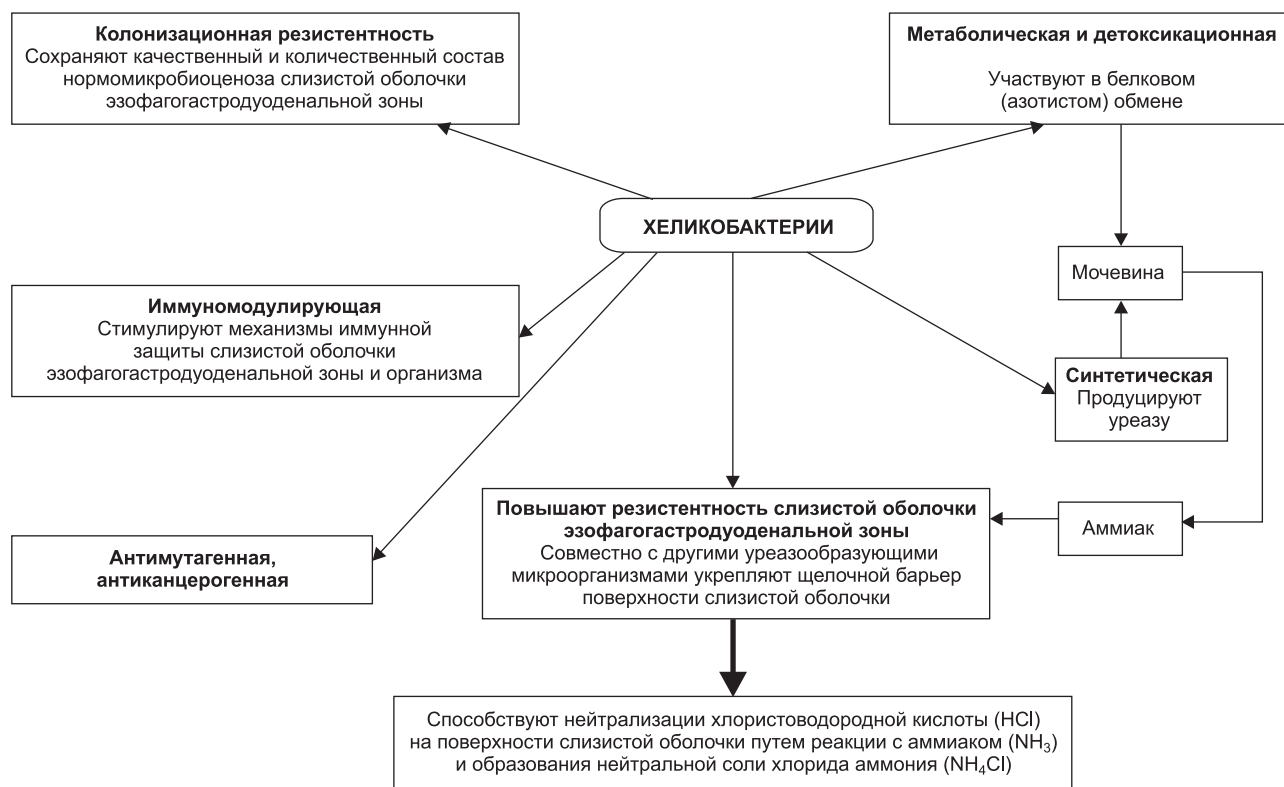 Колонизационная резистентность
Сохраняют качественный и количественный состав
нормомикробиоценоза слизистой оболочки
эзофагогастродуоденальной зоны
Метаболическая и детоксикационная
Участвуют в белковом
(азотистом) обмене
ХЕЛИКОБАКТЕРИИ
Мочевина
Иммуномодулирующая
Стимулируют механизмы иммунной
защиты слизистой оболочки
эзофагогастродуоденальной зоны и организма
Синтетическая
Продуцируют
уреазу
Повышают резистентность слизистой оболочки
эзофагогастродуоденальной зоны
Совместно с другими уреазообразующими
микроорганизмами укрепляют щелочной барьер
поверхности слизистой оболочки
Аммиак
Антимутагенная,
антиканцерогенная
Способствуют нейтрализации хлористоводородной кислоты (HCl)
на поверхности слизистой оболочки путем реакции с аммиаком (NH₃)
и образования нейтральной соли хлорида аммония (NH₄Cl)